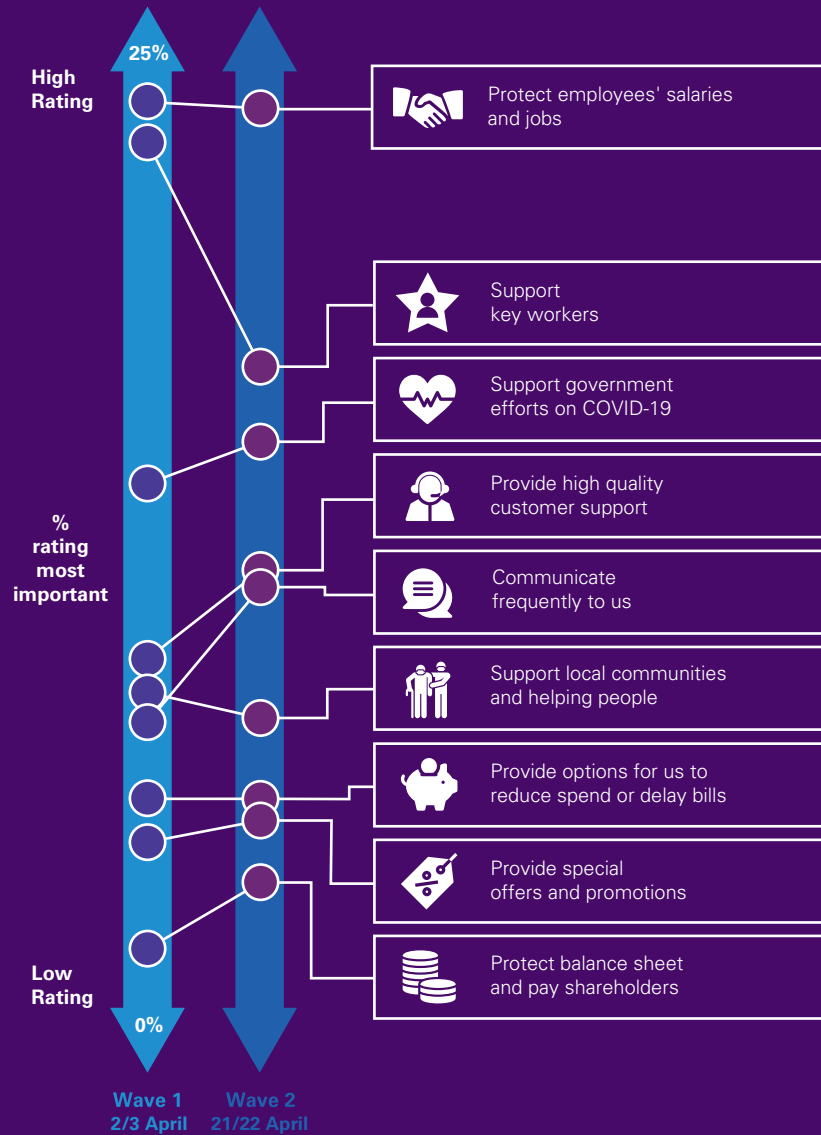 25%
High
Rating
Protect employees' salaries
and jobs
Support
key workers
Support government
efforts on COVID-19
Provide high quality
customer support
%
rating
most
important
Communicate
frequently to us
Support local communities
and helping people
Provide options for us to
reduce spend or delay bills
Provide special
offers and promotions
Protect balance sheet
and pay shareholders
Low
Rating
0%
Wave 1
2/3 April
Wave 2
21/22 April